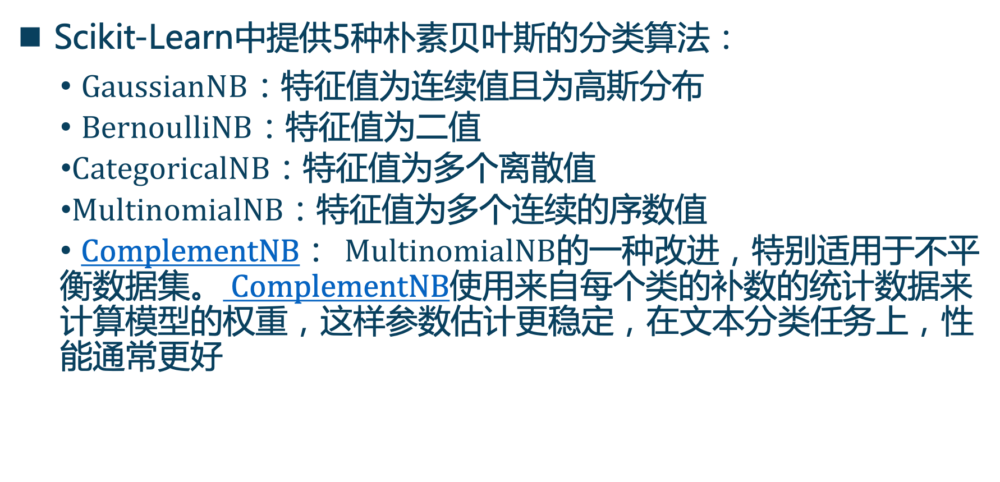 ■ Scikit-Learn中提供5种朴素贝叶斯的分类算法：
• GaussianNB：特征值为连续值且为高斯分布
• BernoulliNB：特征值为二值
•CategoricalNB：特征值为多个离散值
•MultinomialNB：特征值为多个连续的序数值
• ComplementNB： MultinomialNB的一种改进，特别适用于不平
衡数据集。 ComplementNB使用来自每个类的补数的统计数据来
计算模型的权重，这样参数估计更稳定，在文本分类任务上，性
能通常更好